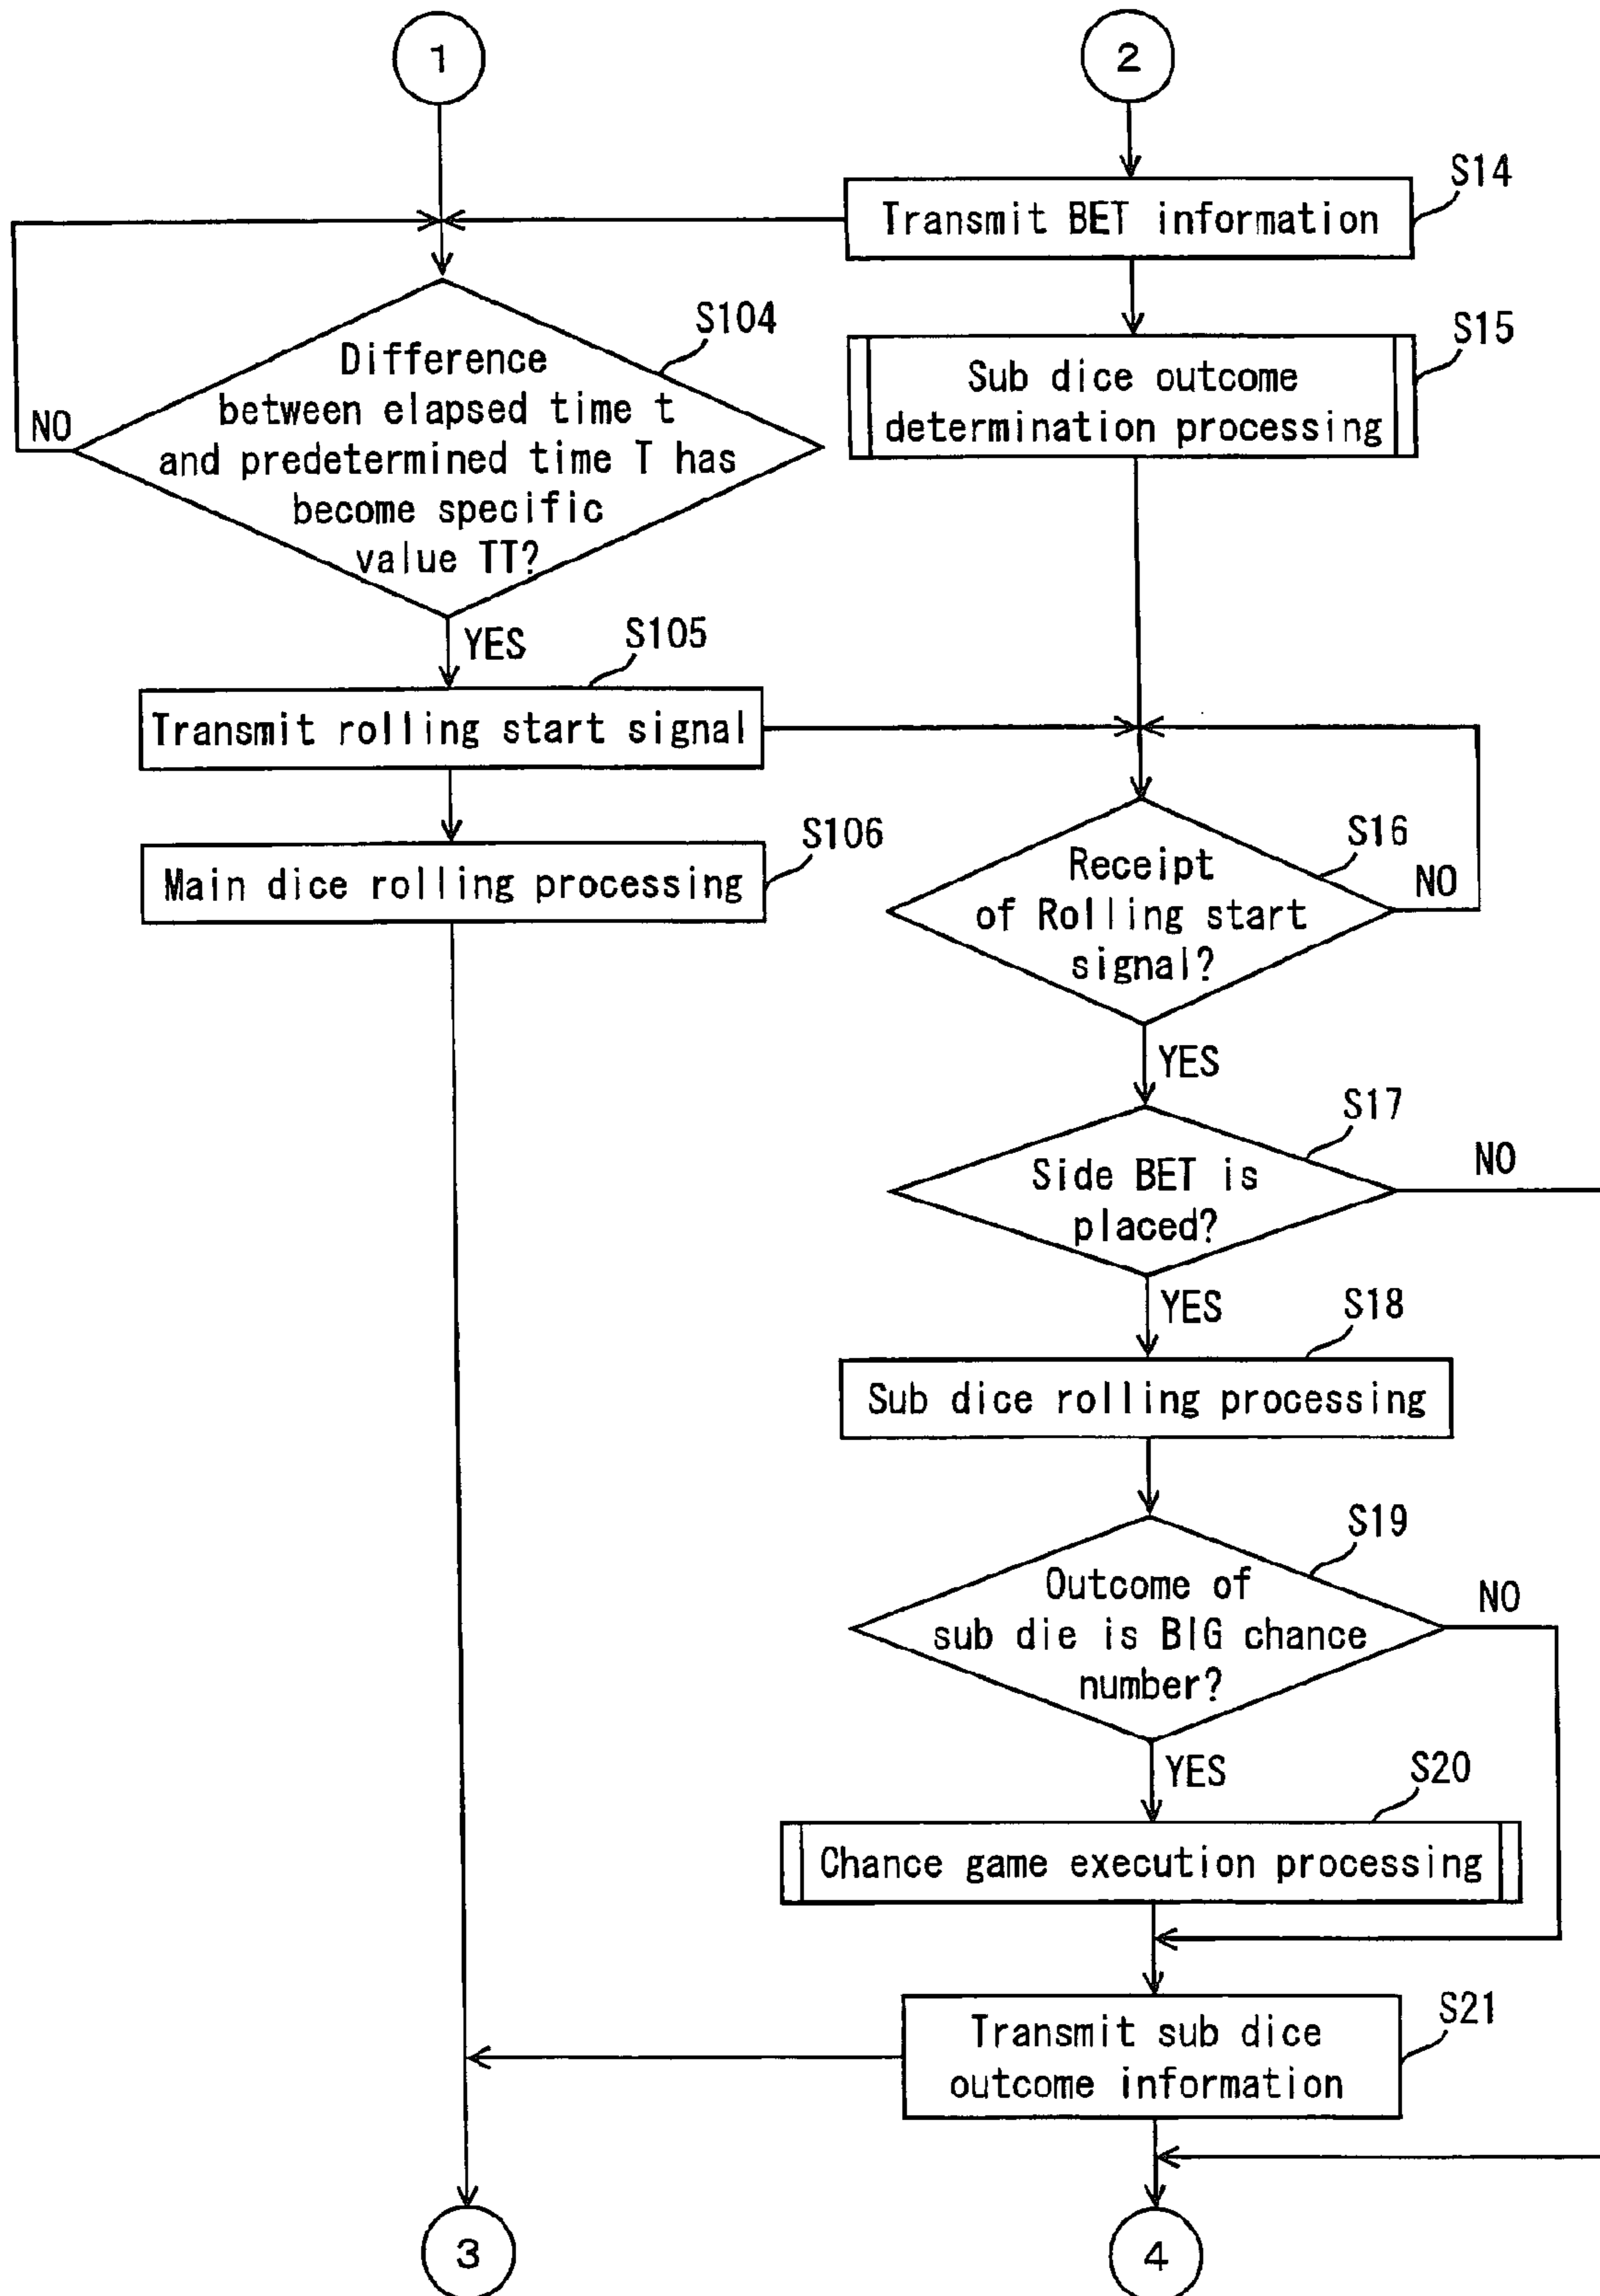 1
2
S14
Transmit BET information
S104
Difference
between elapsed time t
and predetermined time T has
become specific
value TT?
NO
S15
Sub dice outcome
determination processing
YES
S105
Transmit rolling start signal
S106
Main dice rolling processing
S16
Receipt
of Rolling start
signal?
NO
YES
S17
Side BET is
placed?
NO
YES
S18
Sub dice rolling processing
S19
Outcome of
sub die is BIG chance
number?
NO
YES
S20
Chance game execution processing
S21
Transmit sub dice
outcome information
3
4